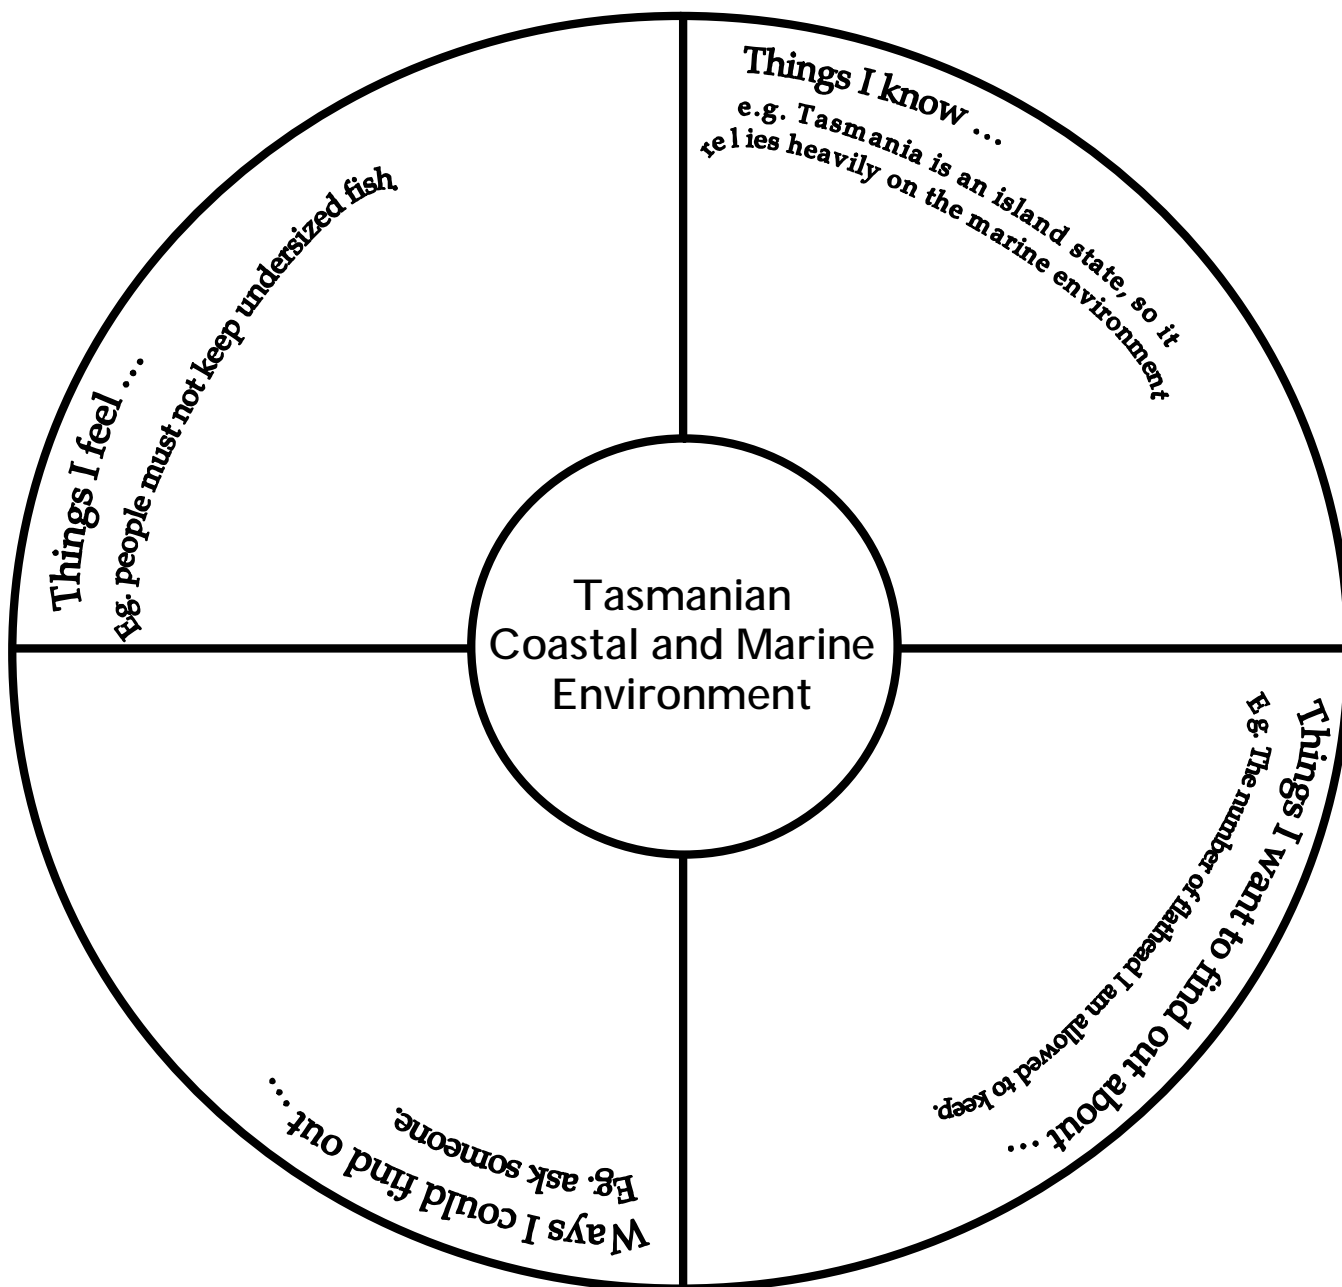 Things I know ...
e.g. Tasmania is an island state, so it
relies heavily on the marine environment
Things I feel ...
Eg. people must not keep undersized fish.
Tasmanian
Coastal and Marine
Environment
Things I want to find out about ...
E g. The number of flathead I am allowed to keep.
Ways I could find out ...
Eg. ask someone.